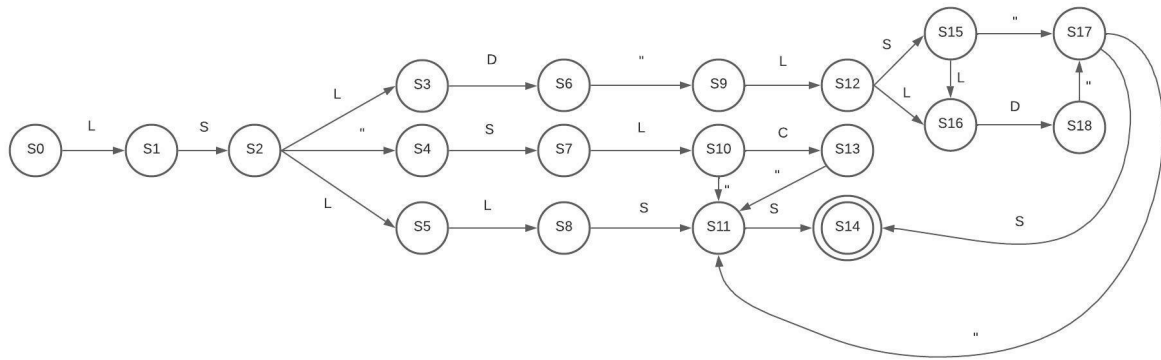 S15 " S17
S
D L
S3 S6 " S9 S12 L "
L L
L S " S L C S16 D S18
S0 S1 S2 S4 S7 S10 S13
" "
L L S S
S5 S8 S11 S14 S
"